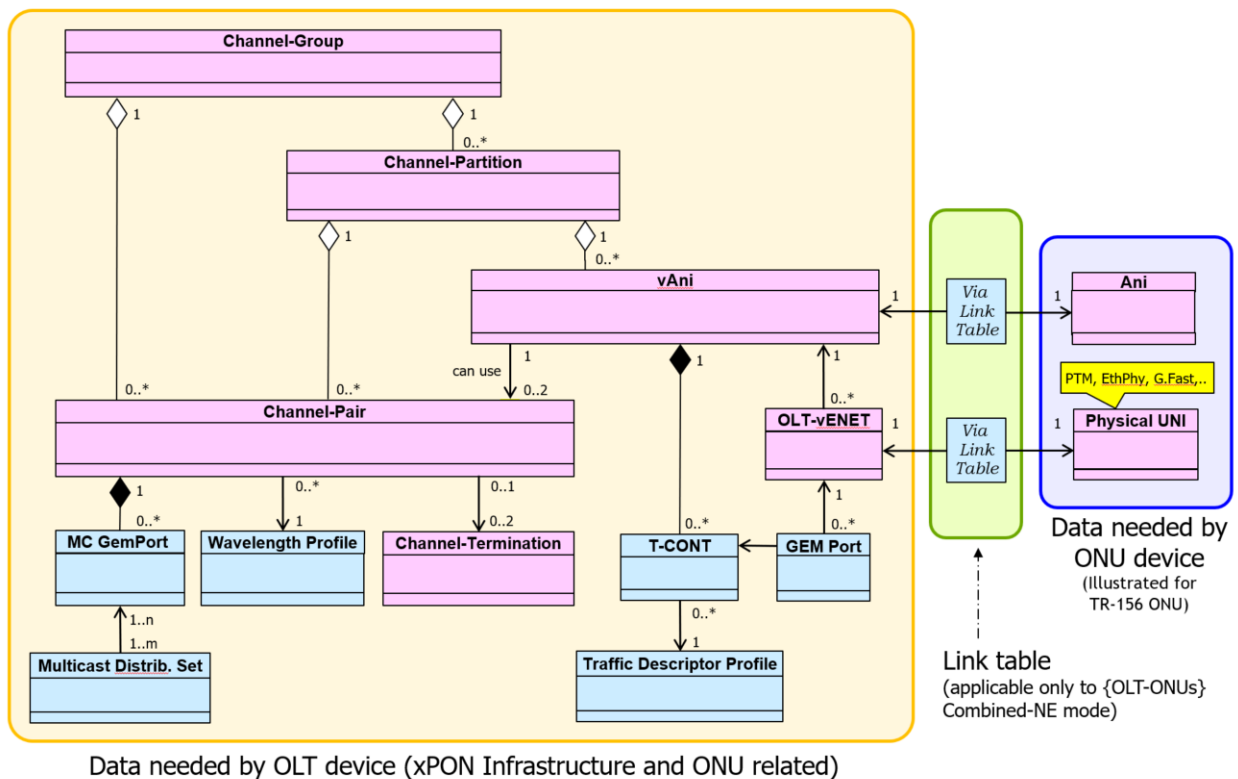 Channel-Group
1
1
0..*
Channel-Partition
1
1
0..*
vAni
1
Via
Link
Table
1
Ani
can use
1
0..2
1
1
PTM, EthPhy, G.Fast,..
0..*
0..*
0..*
Channel-Pair
OLT-vENET
1
Via
Link
Table
1
Physical UNI
1
0..*
0..*
1
0..1
0..2
0..*
1
0..*
MC GemPort
Wavelength Profile
Channel-Termination
T-CONT
GEM Port
1..n
1..m
0..*
1
Multicast Distrib. Set
Traffic Descriptor Profile
Data needed by
ONU device
(Illustrated for
TR-156 ONU)
Link table
(applicable only to {OLT-ONUs}
Combined-NE mode)
Data needed by OLT device (xPON Infrastructure and ONU related)